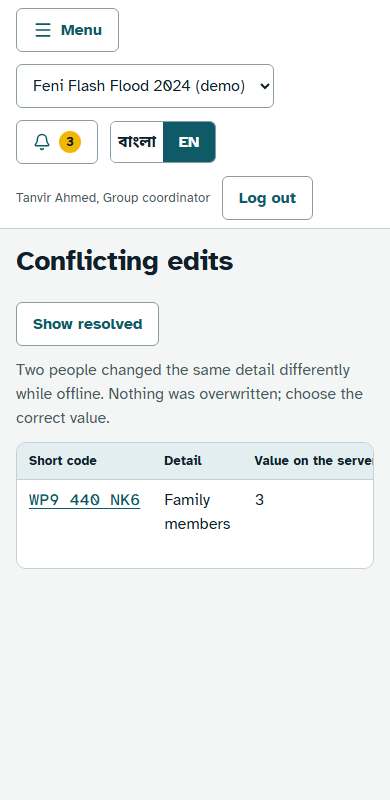 Menu
Feni Flash Flood 2024 (demo)
3
বাংলা EN
Tanvir Ahmed, Group coordinator
Log out
Conflicting edits
Show resolved
Two people changed the same detail differently
while offline. Nothing was overwritten; choose the
correct value.
Short code Detail Value on the server
WP9 440 NK6 Family 3
members